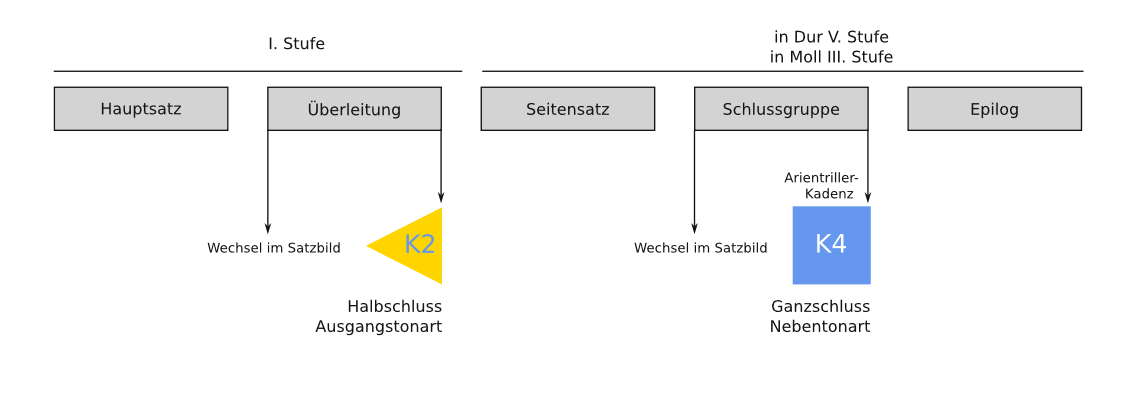 I. Stufe
in Dur V. Stufe
in Moll III. Stufe
Hauptsatz
Überleitung
Seitensatz
Schlussgruppe
Epilog
Arientriller-
Kadenz
Wechsel im Satzbild
K2
Wechsel im Satzbild
K4
Halbschluss
Ausgangstonart
Ganzschluss
Nebentonart